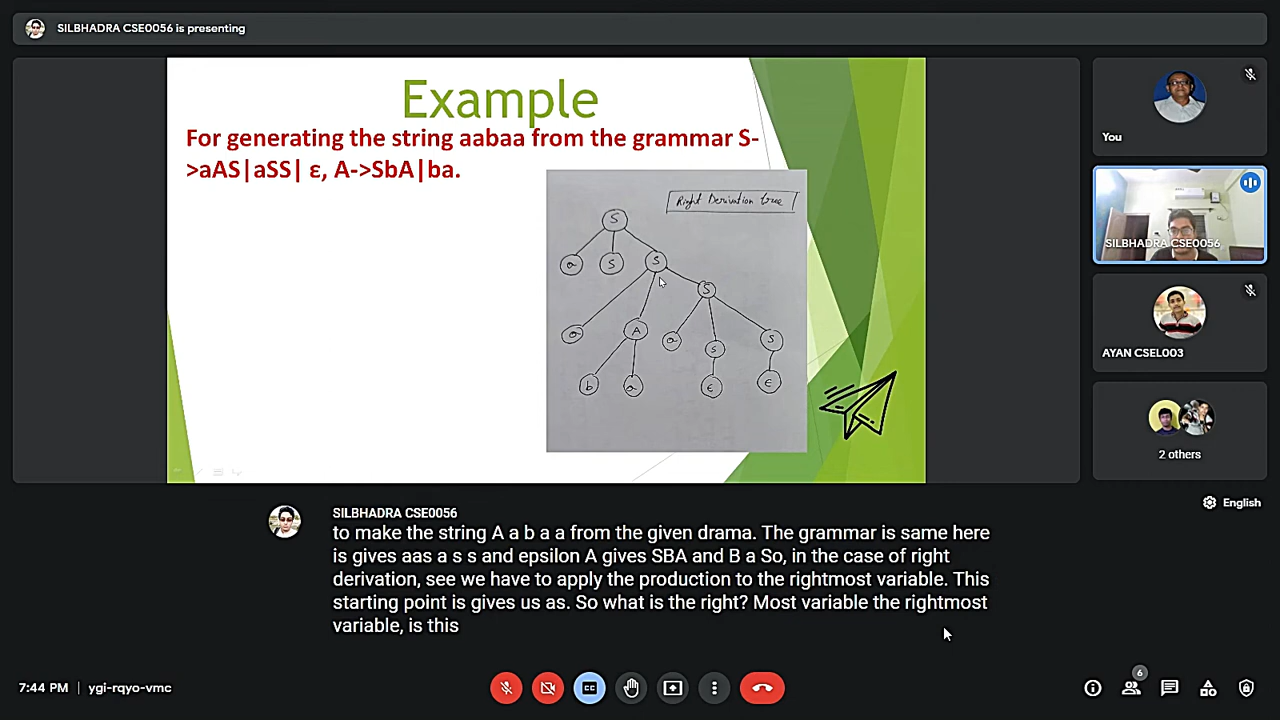 SILBHADRA CSE0056 is presenting
Example
For generating the string aabaa from the grammar S-
>aAS|aSS| ε, A->SbA|ba.
Right Derivation tree
S
a S S
S
a A a S S
b a ε ε
You
SILBHADRA CSE0056
AYAN CSEL003
2 others
English
SILBHADRA CSE0056
to make the string A a b a a from the given drama. The grammar is same here
is gives aas a s s and epsilon A gives SBA and B a So, in the case of right
derivation, see we have to apply the production to the rightmost variable. This
starting point is gives us as. So what is the right? Most variable the rightmost
variable, is this
7:44 PM | ygi-rqyo-vmc
CC
6